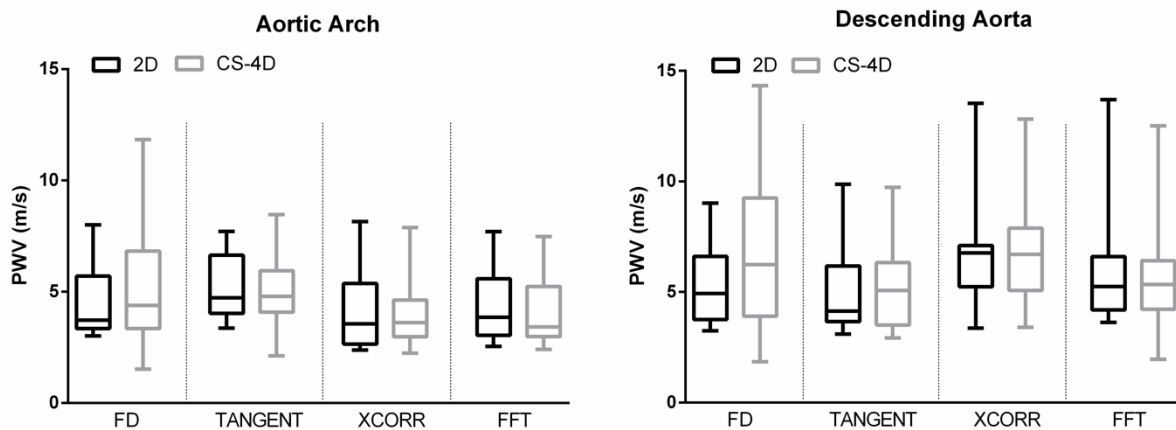 Aortic Arch
2D CS-4D
15
10
5
0
PWV (m/s)
FD TANGENT XCORR FFT
Descending Aorta
2D CS-4D
15
10
5
0
PWV (m/s)
FD TANGENT XCORR FFT